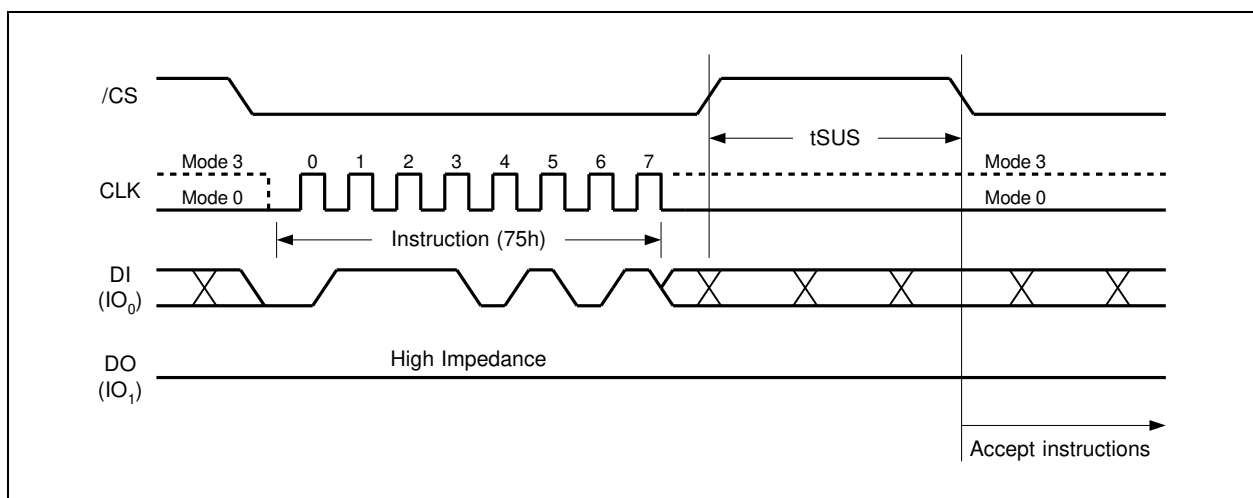 /CS
tSUS
Mode 3 0 1 2 3 4 5 6 7 Mode 3
CLK
Mode 0 Mode 0
Instruction (75h)
DI
(IO0)
High Impedance
DO
(IO1)
Accept instructions